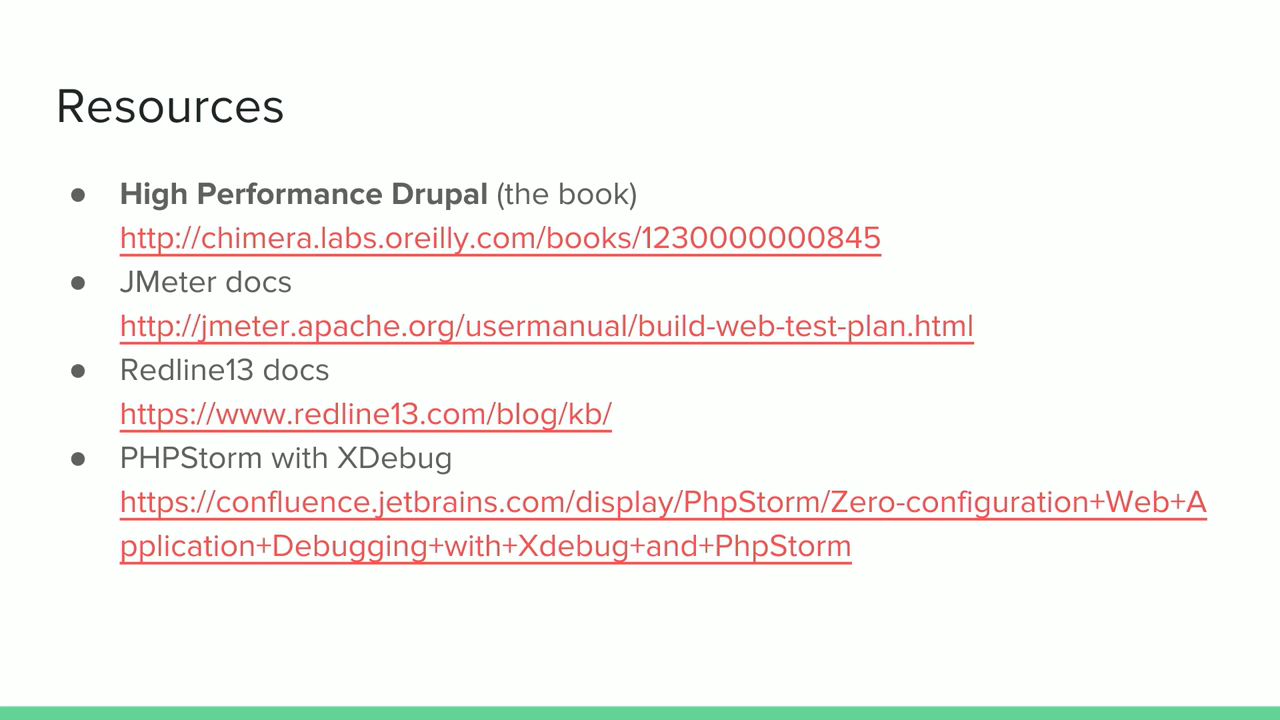 Resources
● High Performance Drupal (the book)
http://chimera.labs.oreilly.com/books/1230000000845
● JMeter docs
http://jmeter.apache.org/usermanual/build-web-test-plan.html
● Redline13 docs
https://www.redline13.com/blog/kb/
● PHPStorm with XDebug
https://confluence.jetbrains.com/display/PhpStorm/Zero-configuration+Web+A
pplication+Debugging+with+Xdebug+and+PhpStorm